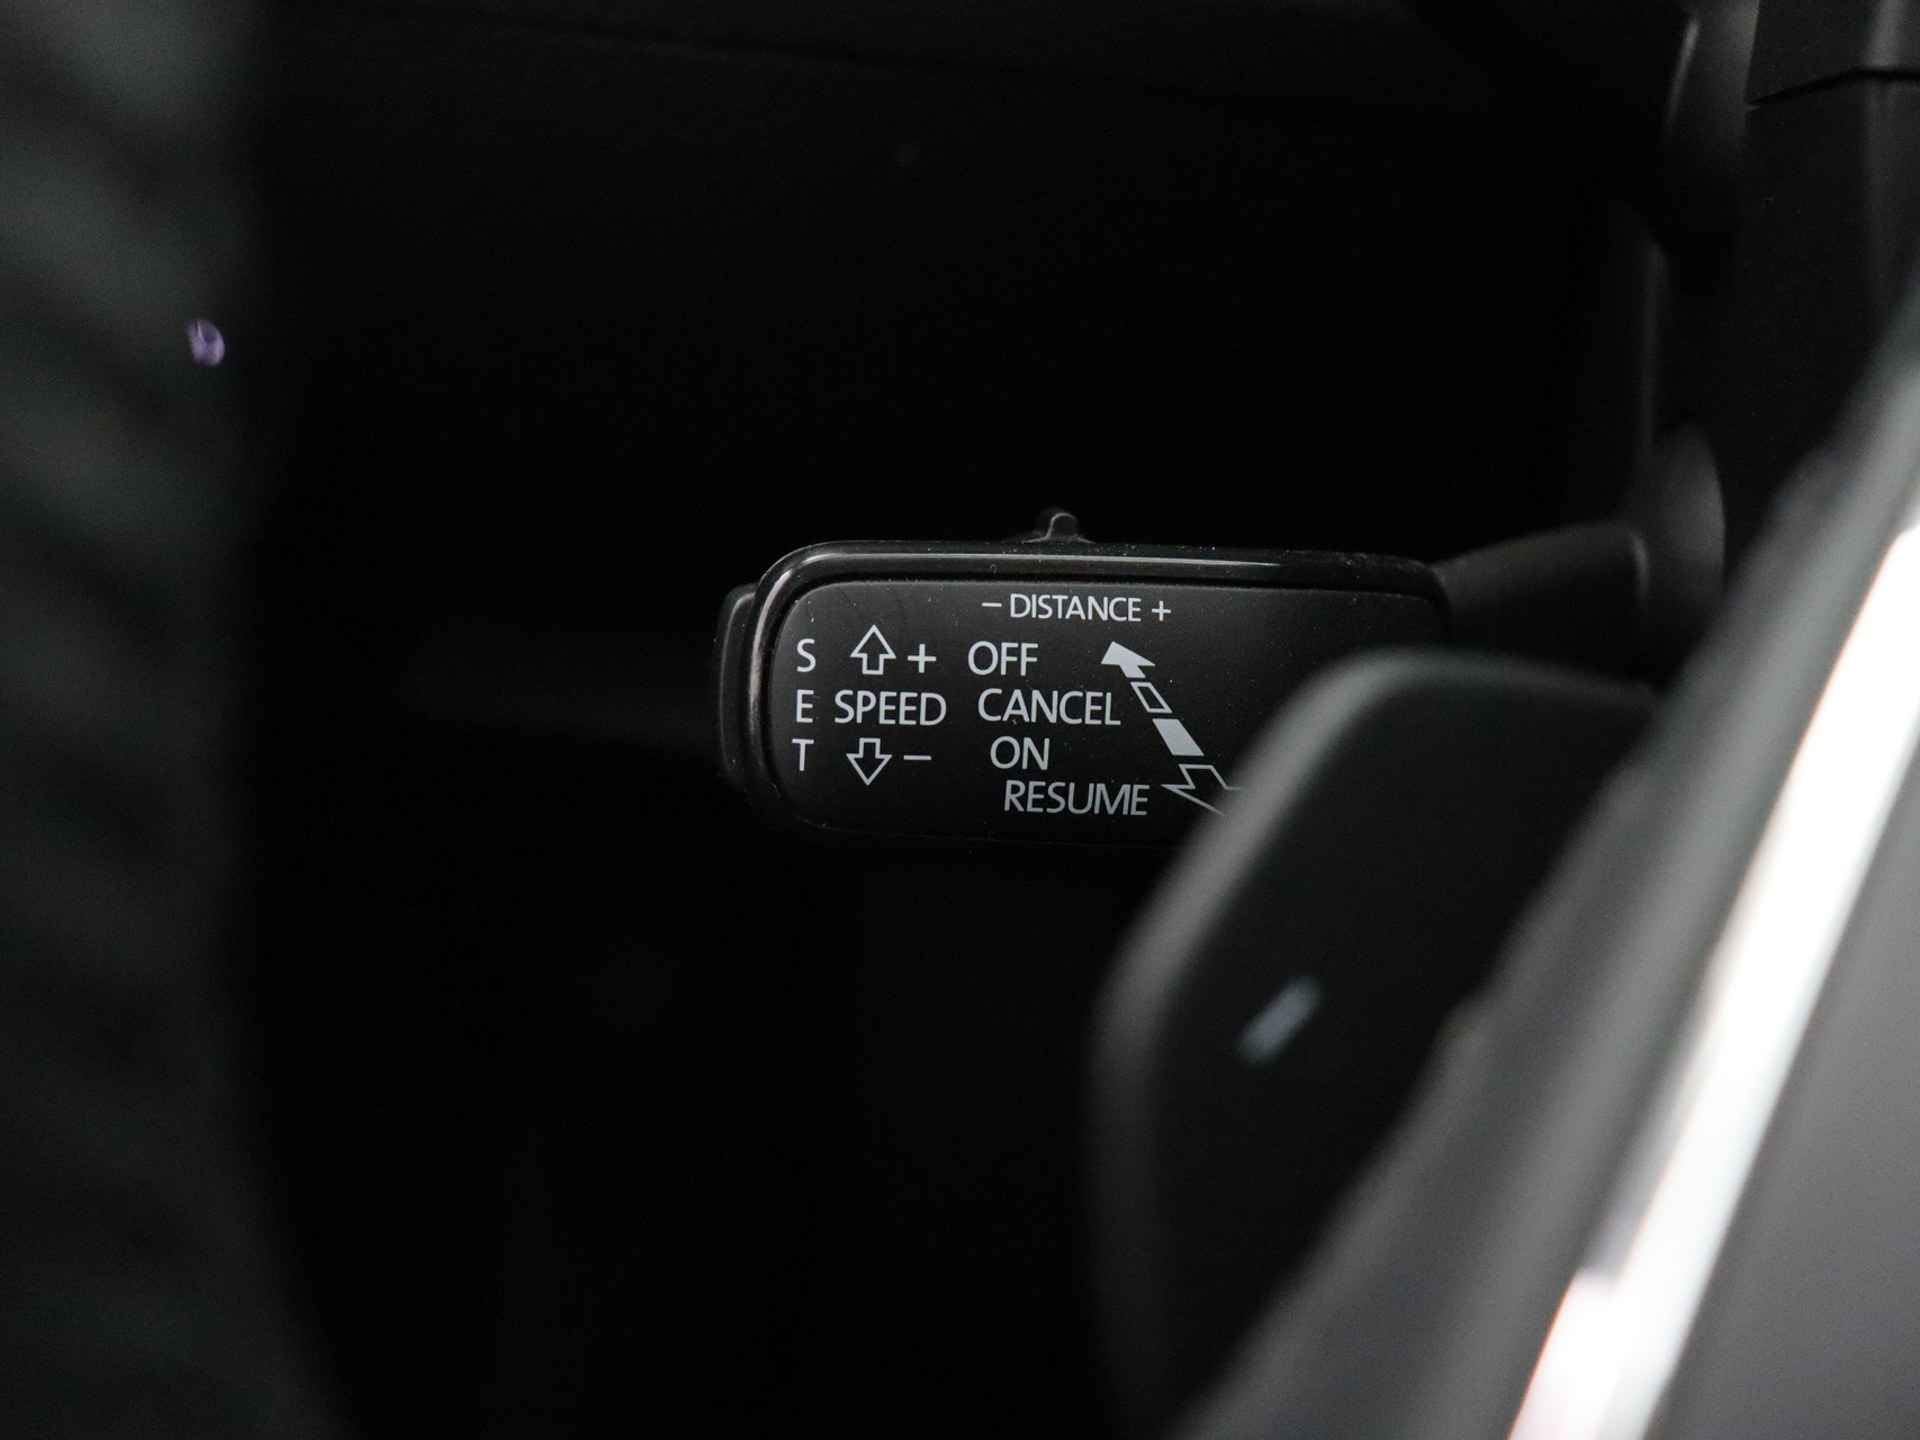 – DISTANCE +
S + OFF
E SPEED CANCEL
T – ON
RESUME